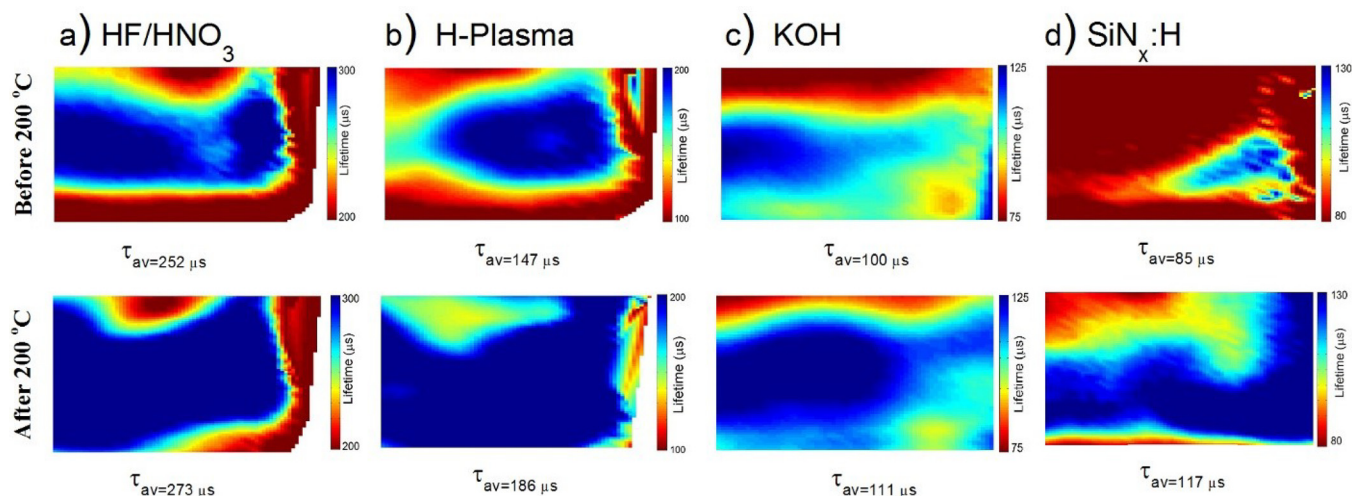 a) HF/HNO3
b) H-Plasma
c) KOH
d) SiNx:H
Before 200 °C
300
Lifetime (µs)
200
200
Lifetime (µs)
100
125
Lifetime (µs)
75
130
Lifetime (µs)
80
τav=252 µs
τav=147 µs
τav=100 µs
τav=85 µs
After 200 °C
300
Lifetime (µs)
200
200
Lifetime (µs)
100
125
Lifetime (µs)
75
130
Lifetime (µs)
80
τav=273 µs
τav=186 µs
τav=111 µs
τav=117 µs